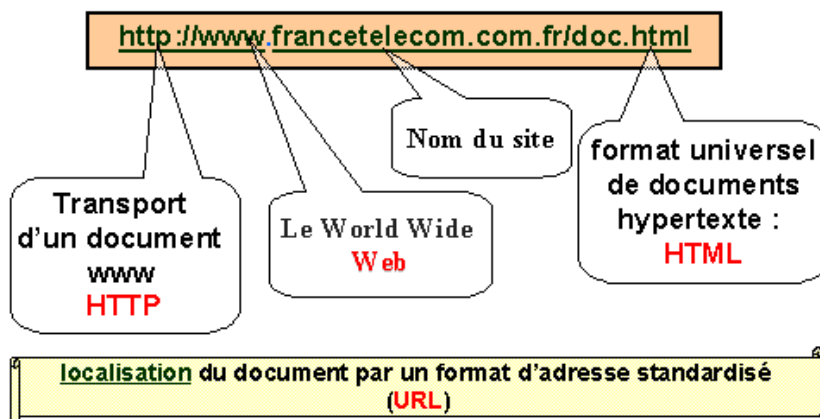 http://www.francetelecom.com.fr/doc.html
Nom du site
format universel
de documents
hypertexte :
HTML
Transport
d'un document
www
HTTP
Le World Wide
Web
localisation du document par un format d'adresse standardisé
(URL)